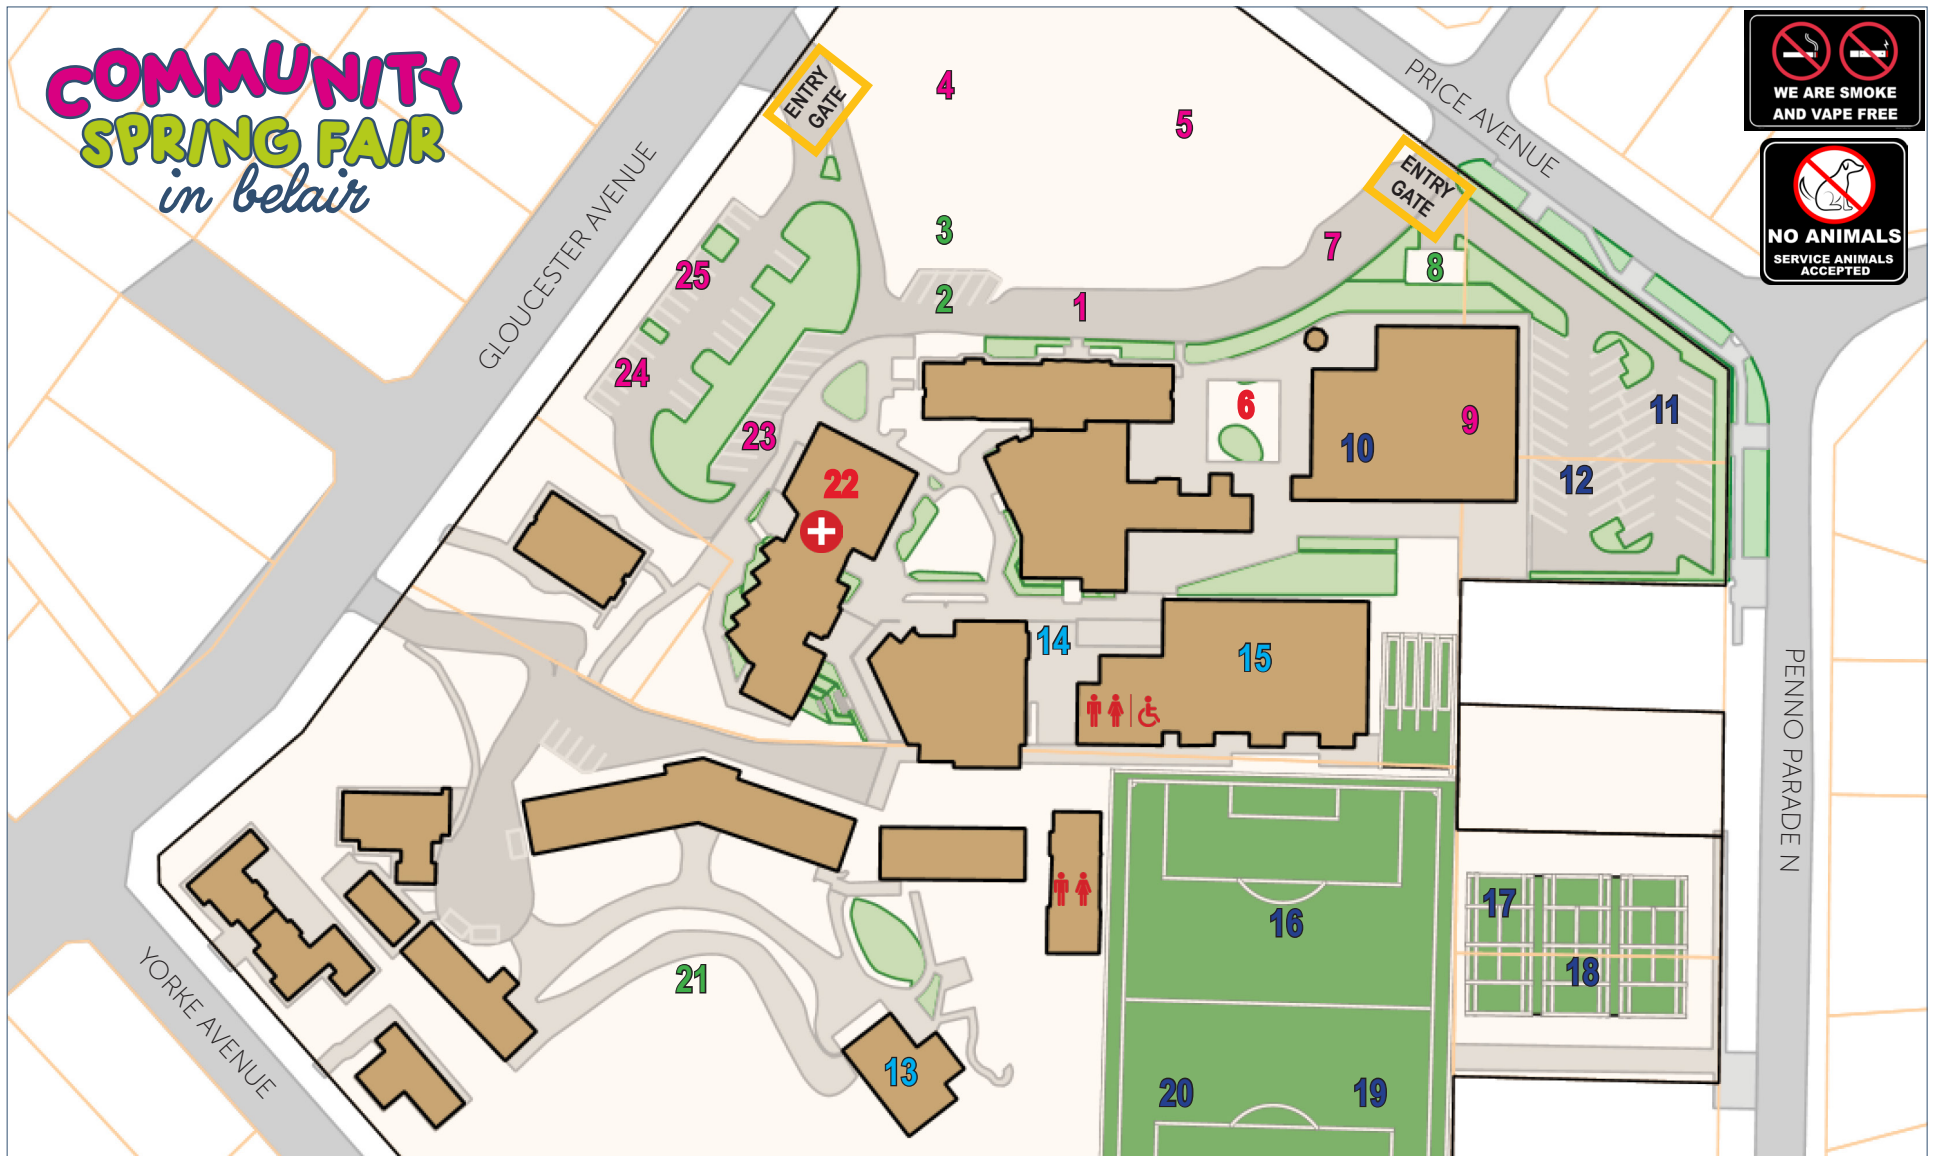 COMMUNITY
SPRING FAIR
in belair
ENTRY
GATE
GLOUCESTER AVENUE
PRICE AVENUE
ENTRY
GATE
WE ARE SMOKE
AND VAPE FREE
NO ANIMALS
SERVICE ANIMALS
ACCEPTED
4
5
3
7
25
8
2
1
24
6
11
23
9
10
12
22
14
15
PENNO PARADE N
17
16
18
21
YORKE AVENUE
13
20
19